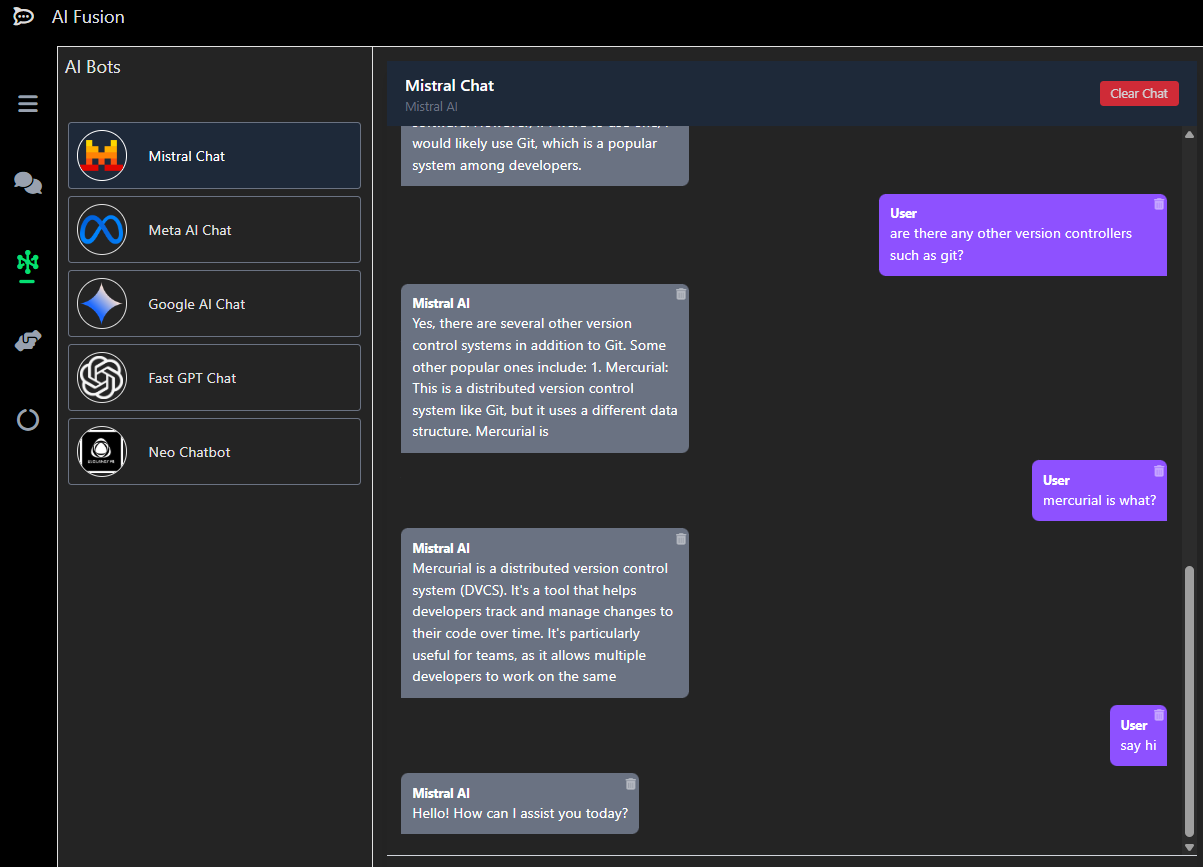 AI Fusion
AI Bots
Mistral Chat
Meta AI Chat
Google AI Chat
Fast GPT Chat
Neo Chatbot
Mistral Chat
Mistral AI
Clear Chat
would likely use Git, which is a popular
system among developers.
User
are there any other version controllers
such as git?
Mistral AI
Yes, there are several other version
control systems in addition to Git. Some
other popular ones include: 1. Mercurial:
This is a distributed version control
system like Git, but it uses a different data
structure. Mercurial is
User
mercurial is what?
Mistral AI
Mercurial is a distributed version control
system (DVCS). It's a tool that helps
developers track and manage changes to
their code over time. It's particularly
useful for teams, as it allows multiple
developers to work on the same
User
say hi
Mistral AI
Hello! How can I assist you today?